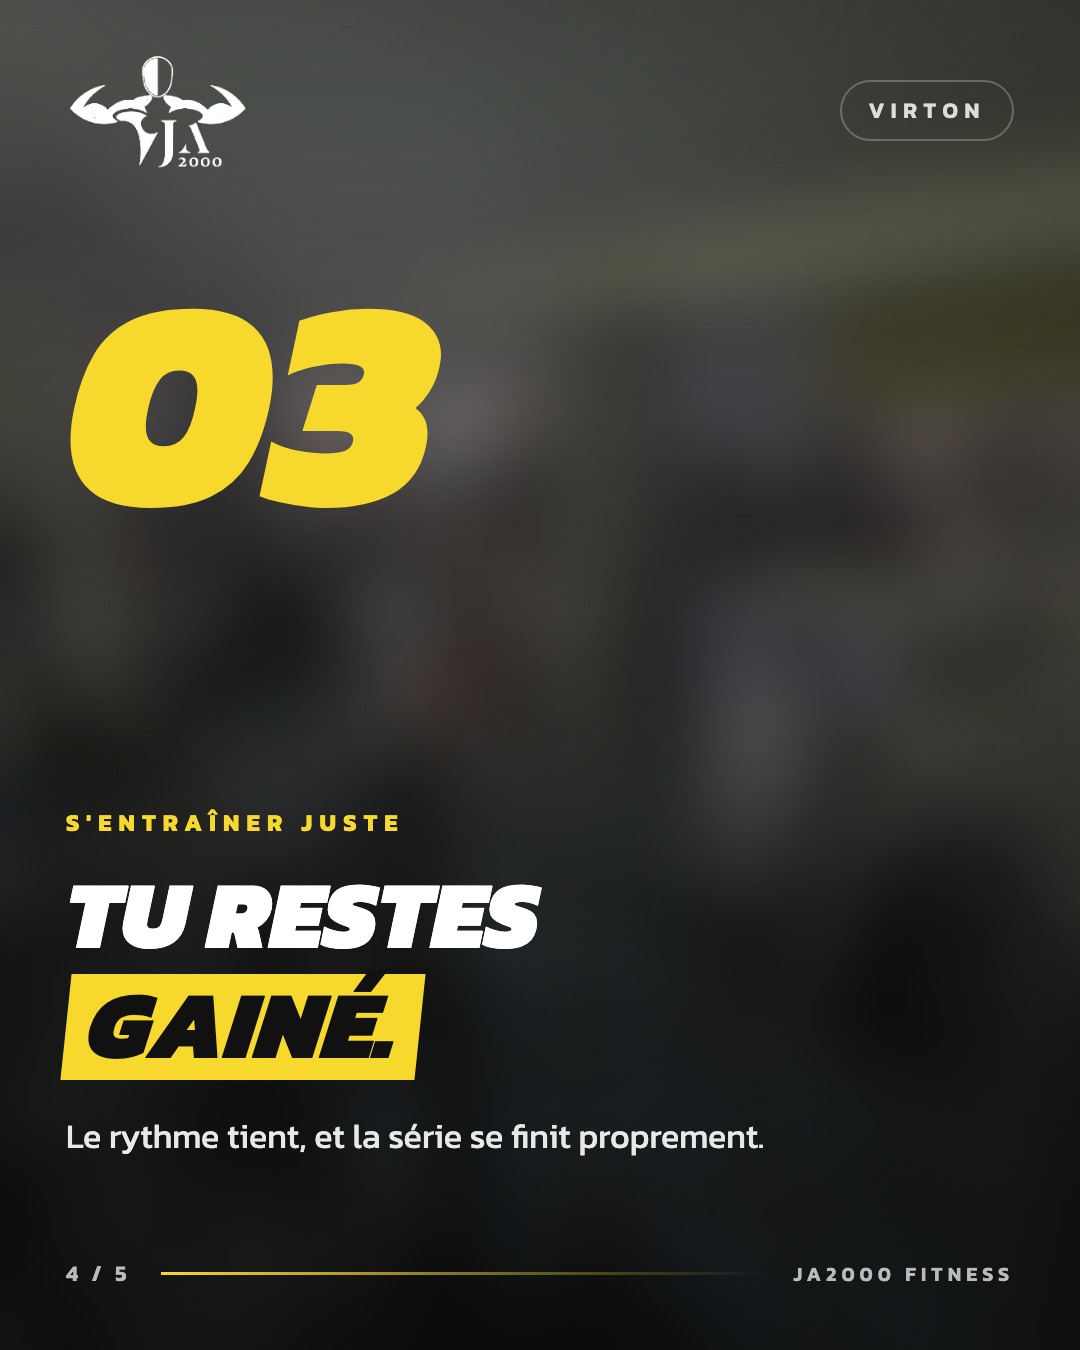 JA
2000
VIRTON
03
S'ENTRAÎNER JUSTE
TU RESTES
GAINÉ.
Le rythme tient, et la série se finit proprement.
4 / 5
JA2000 FITNESS